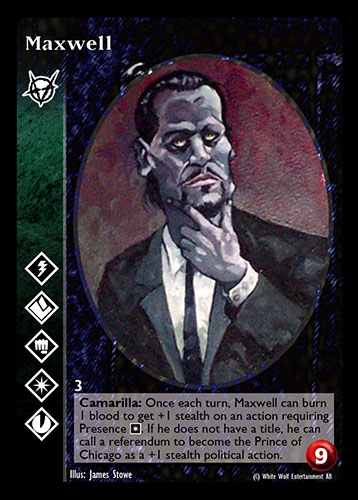 Maxwell
3
Camarilla: Once each turn, Maxwell can burn
1 blood to get +1 stealth on an action requiring
Presence. If he does not have a title, he can
call a referendum to become the Prince of
Chicago as a +1 stealth political action.
9
Illus: James Stowe
(C) White Wolf Entertainment AB